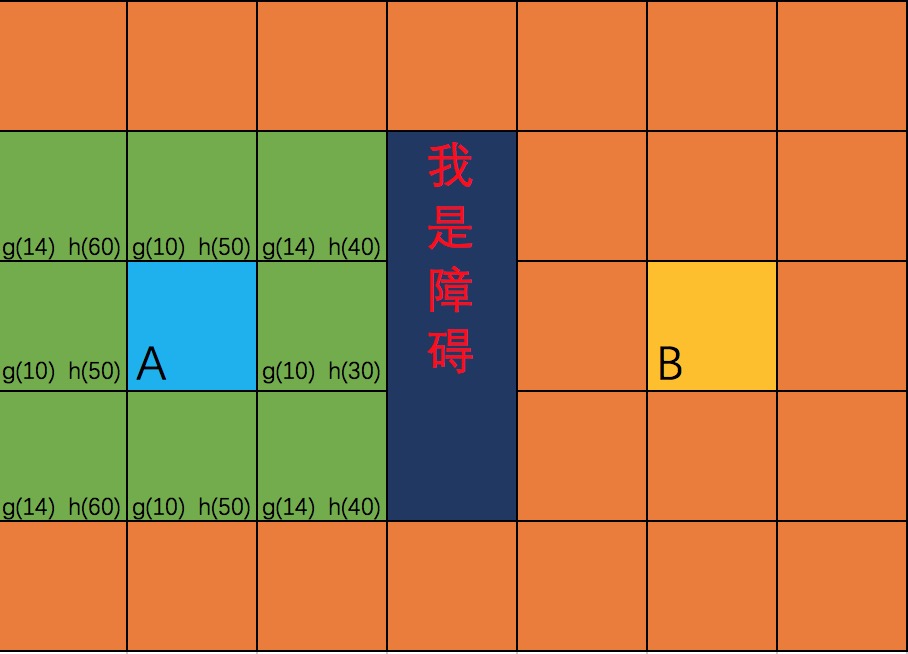 我
是
障
碍
g(14) h(60) g(10) h(50) g(14) h(40)
g(10) h(50) A g(10) h(30) B
g(14) h(60) g(10) h(50) g(14) h(40)